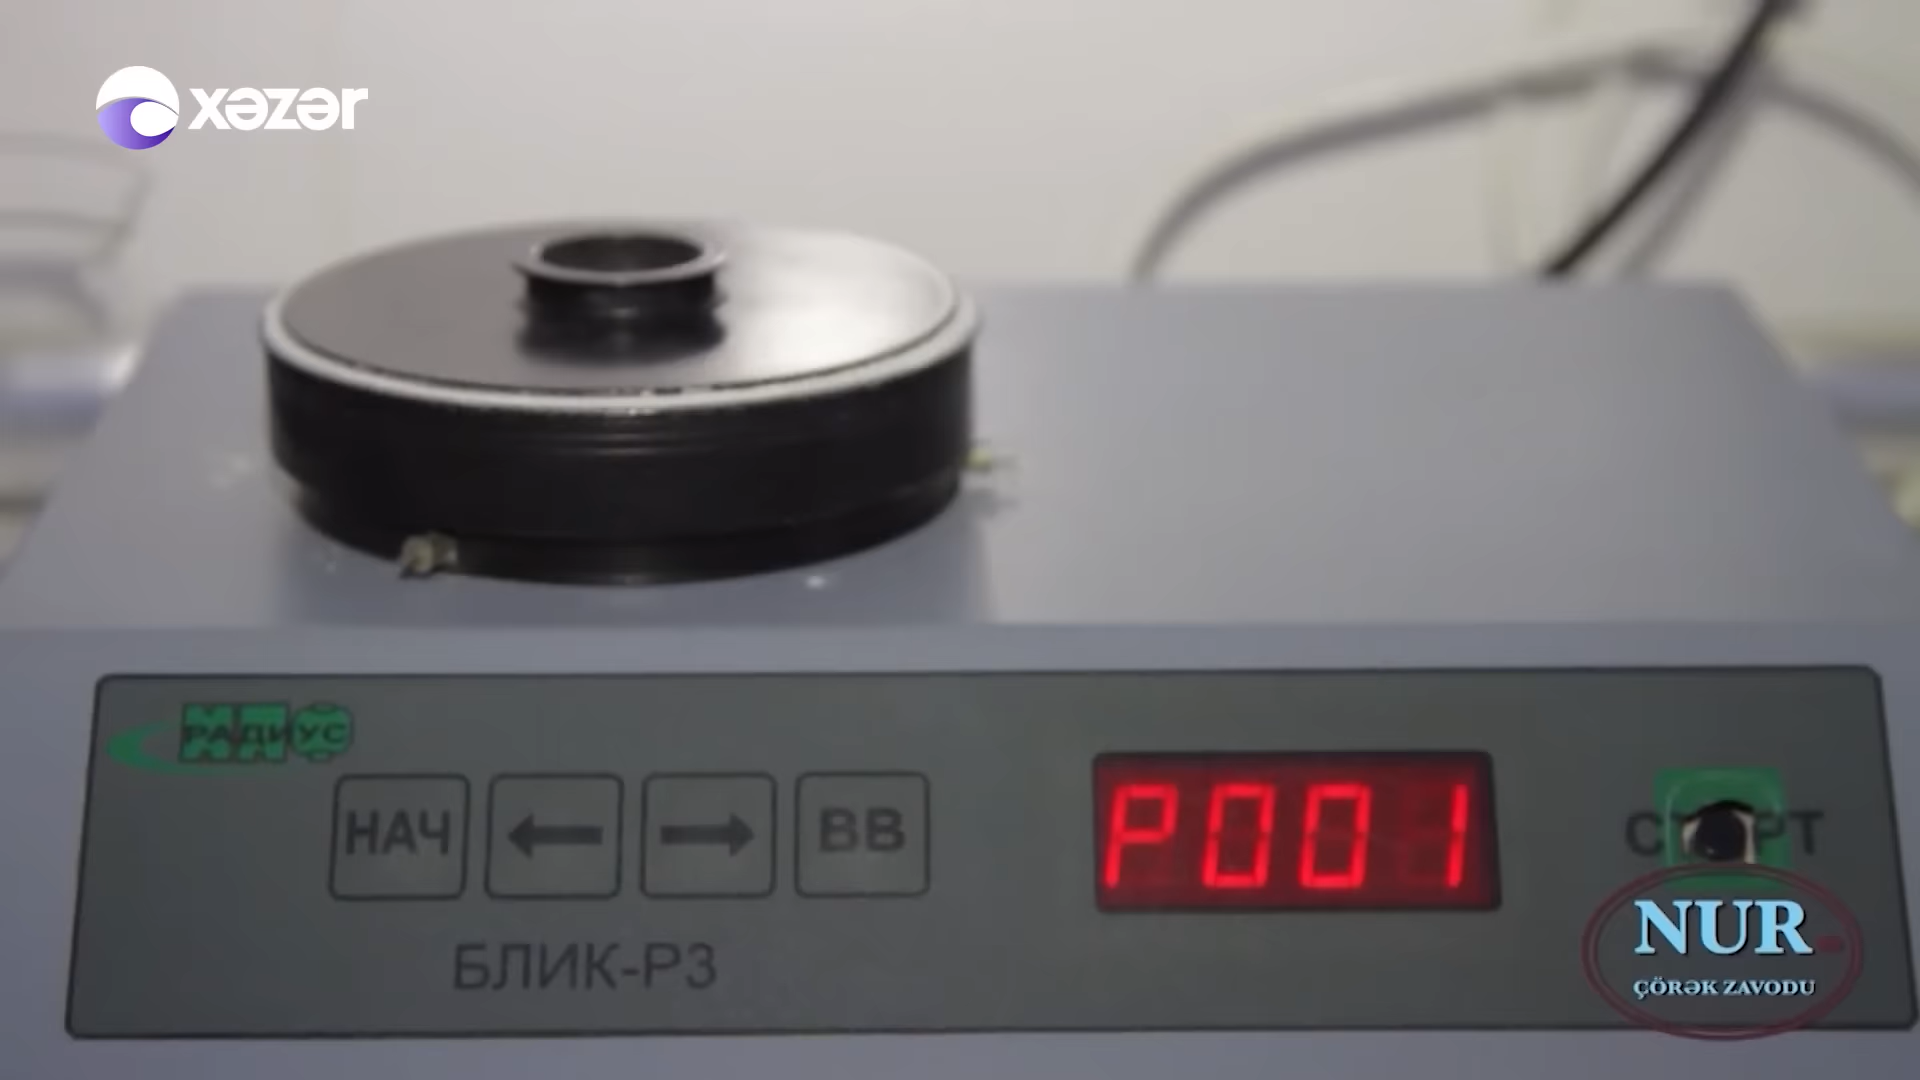 xəzər
РАДИУС
НАЧ
ВВ
P001
БЛИК-Р3
NUR
ÇÖRƏK ZAVODU